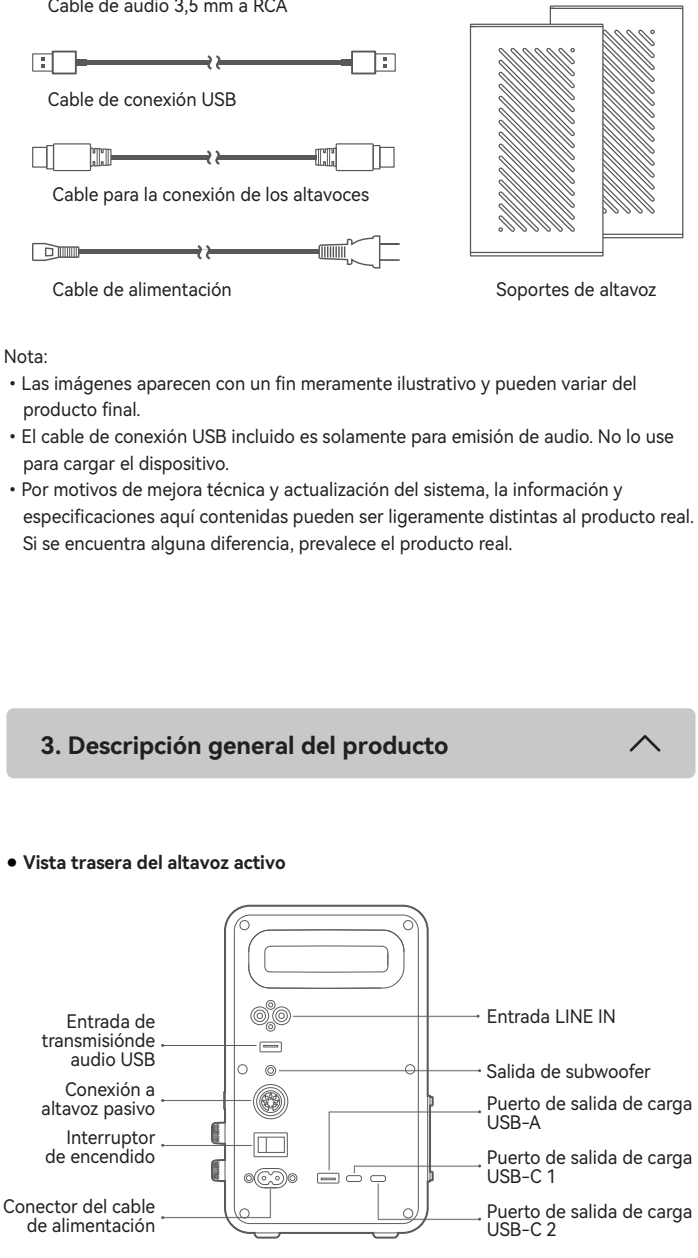 Cable de audio 3,5 mm a RCA
Cable de conexión USB
Cable para la conexión de los altavoces
Cable de alimentación
Soportes de altavoz
Nota:
• Las imágenes aparecen con un fin meramente ilustrativo y pueden variar del
producto final.
• El cable de conexión USB incluido es solamente para emisión de audio. No lo use
para cargar el dispositivo.
• Por motivos de mejora técnica y actualización del sistema, la información y
especificaciones aquí contenidas pueden ser ligeramente distintas al producto real.
Si se encuentra alguna diferencia, prevalece el producto real.
3. Descripción general del producto
• Vista trasera del altavoz activo
Entrada de
transmisiónde
audio USB
Conexión a
altavoz pasivo
Interruptor
de encendido
Conector del cable
de alimentación
Entrada LINE IN
Salida de subwoofer
Puerto de salida de carga
USB-A
Puerto de salida de carga
USB-C 1
Puerto de salida de carga
USB-C 2